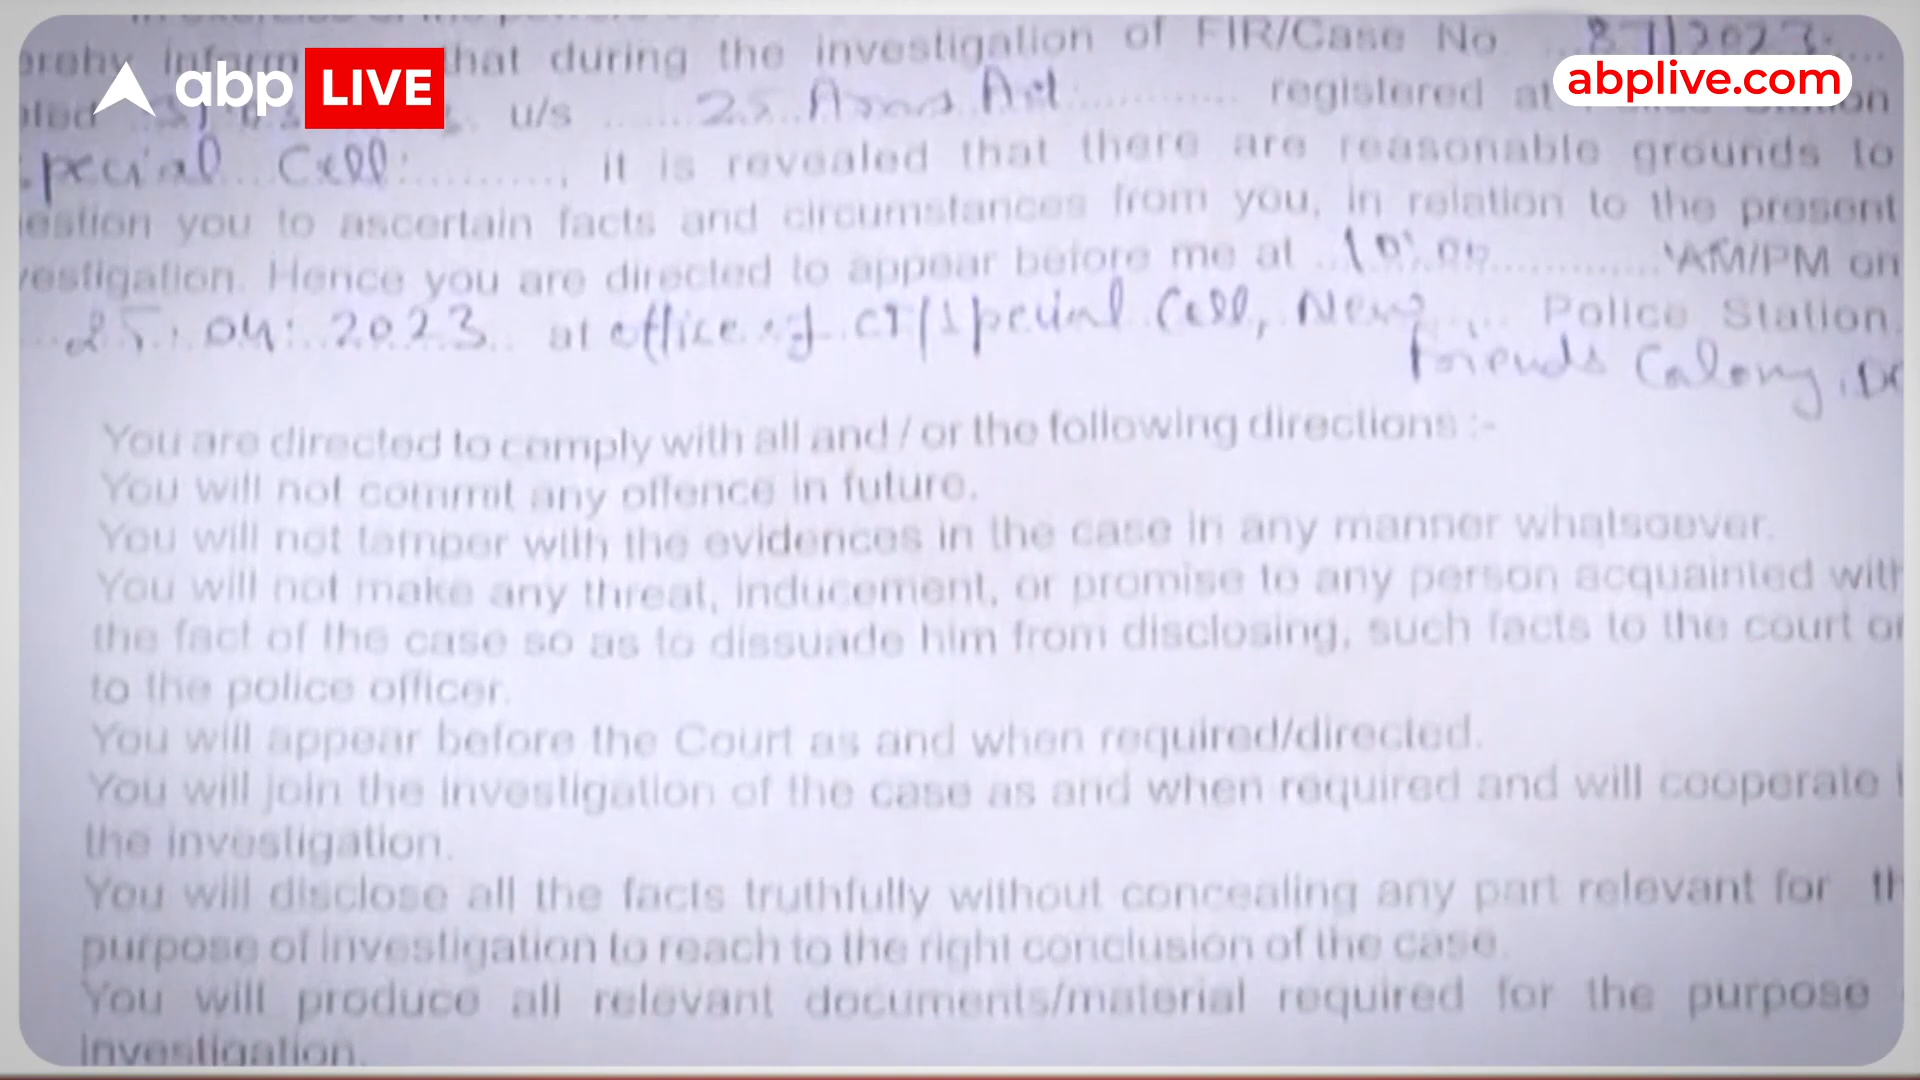 abp LIVE
abplive.com
that during the investigation of FIR/Case No 87/2023
u/s 25 Arms Act registered at
Special Cell, it is revealed that there are reasonable grounds to
you to ascertain facts and circumstances from you, in relation to the present
Hence you are directed to appear before me at 10:00 AM/PM on
25.04.2023 at office of CI/Special Cell, New Police Station.
Friends Colony,
You are directed to comply with all and / or the following directions :-
You will not commit any offence in future.
You will not tamper with the evidences in the case in any manner whatsoever.
You will not make any threat, inducement, or promise to any person acquainted with
the fact of the case so as to dissuade him from disclosing, such facts to the court or
to the police officer.
You will appear before the Court as and when required/directed.
You will join the investigation of the case as and when required and will cooperate
the investigation.
You will disclose all the facts truthfully without concealing any part relevant for
purpose of investigation to reach to the right conclusion of the case.
You will produce all relevant documents/material required for the purpose
investigation.